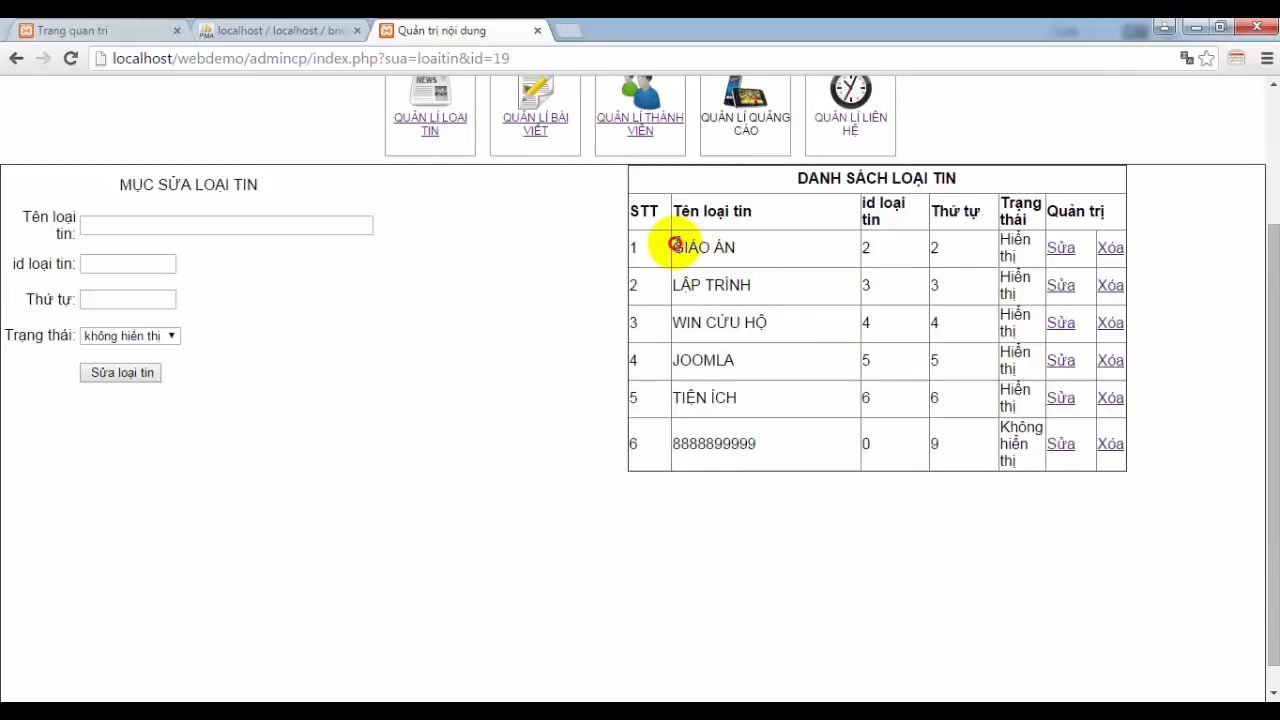 Trang quan tri
localhost / localhost / bnw
Quản trị nội dung
localhost/webdemo/admincp/index.php?sua=loaitin&id=19
NEWS
QUẢN LÍ LOẠI
TIN
QUẢN LÍ BÀI
VIẾT
QUẢN LÍ THÀNH
VIÊN
QUẢN LÍ QUẢNG
CÁO
QUẢN LÍ LIÊN
HỆ
MỤC SỮA LOẠI TIN
Tên loại
tin:
id loại tin:
Thứ tự:
Trạng thái: không hiển thị
Sửa loại tin
DANH SÁCH LOẠI TIN
STT Tên loại tin id loại tin Thứ tự Trạng thái Quản trị
1 GIÁO ÁN 2 2 Hiển thị Sửa Xóa
2 LẬP TRÌNH 3 3 Hiển thị Sửa Xóa
3 WIN CỨU HỘ 4 4 Hiển thị Sửa Xóa
4 JOOMLA 5 5 Hiển thị Sửa Xóa
5 TIỆN ÍCH 6 6 Hiển thị Sửa Xóa
6 8888899999 0 9 Không hiển thị Sửa Xóa